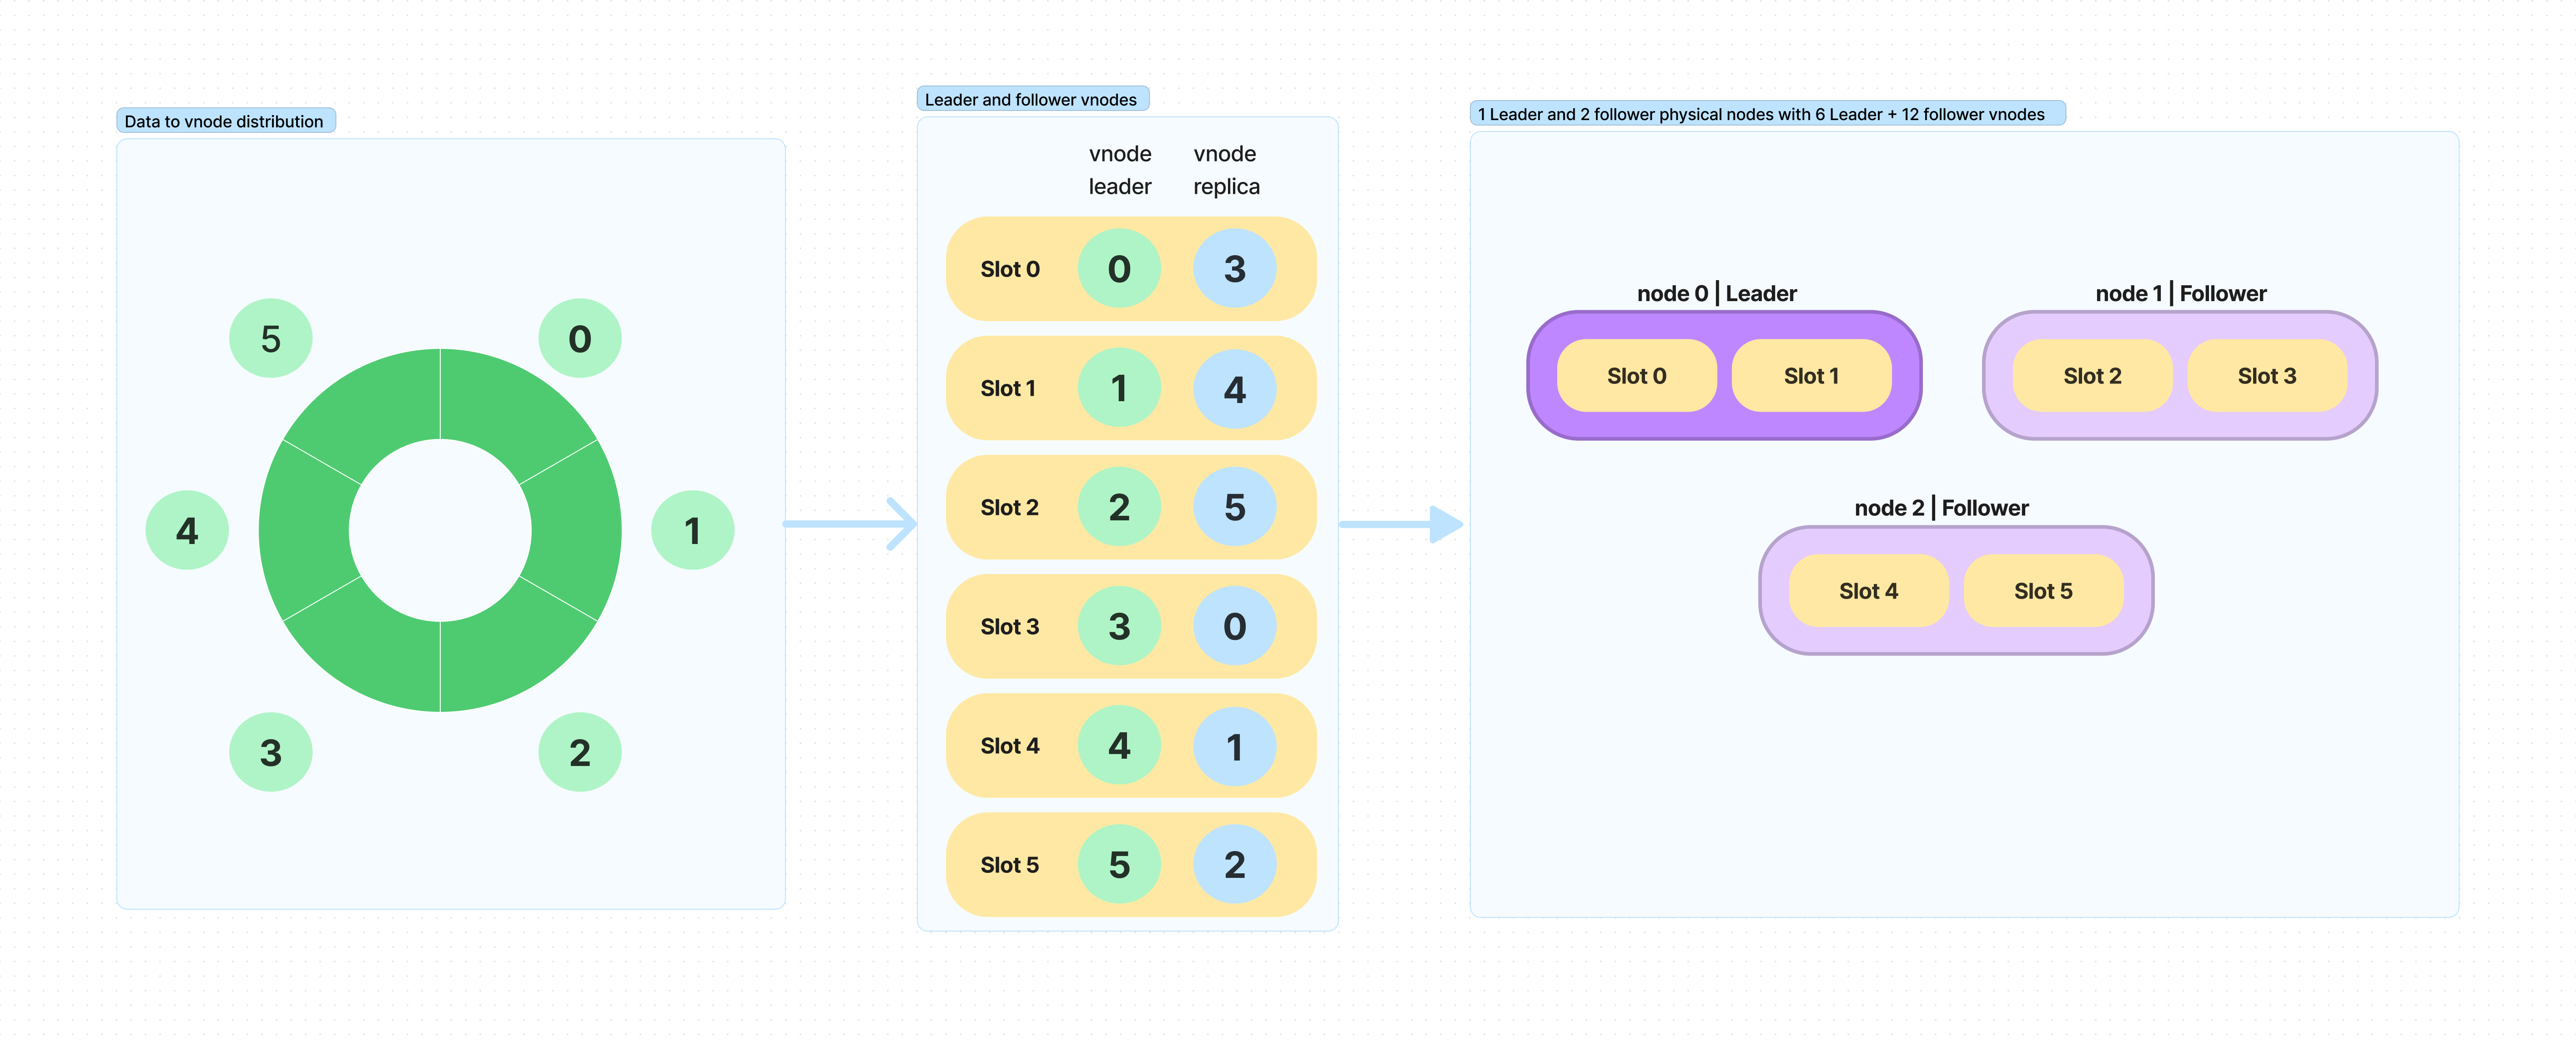 Data to vnode distribution
5
0
4
1
3
2
Leader and follower vnodes
vnode leader
vnode replica
Slot 0 0 3
Slot 1 1 4
Slot 2 2 5
Slot 3 3 0
Slot 4 4 1
Slot 5 5 2
1 Leader and 2 follower physical nodes with 6 Leader + 12 follower vnodes
node 0 | Leader
Slot 0 Slot 1
node 1 | Follower
Slot 2 Slot 3
node 2 | Follower
Slot 4 Slot 5